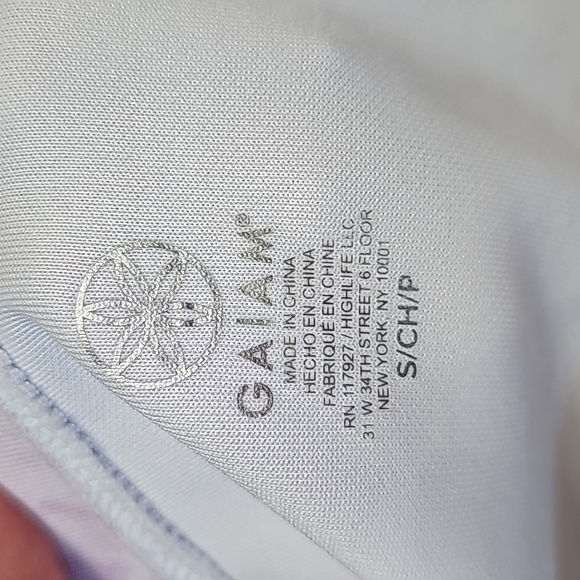 GAIAM®
MADE IN CHINA
HECHO EN CHINA
FABRIQUE EN CHINE
RN 117927 / HIGHLIFE LLC
31 W 34TH STREET 6 FLOOR
NEW YORK NY 10001
S/CH/P